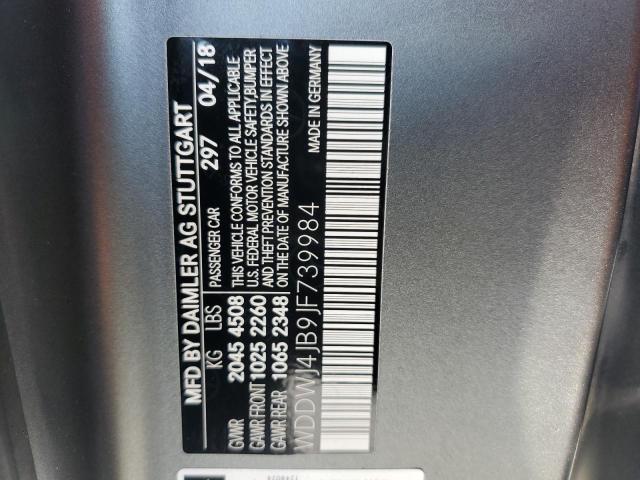 MFD BY DAIMLER AG STUTTGART
KG LBS PASSENGER CAR 297 04/18
GVWR 2045 4508
GAWR FRONT 1025 2260
GAWR REAR 1065 2348
THIS VEHICLE CONFORMS TO ALL APPLICABLE
U.S. FEDERAL MOTOR VEHICLE SAFETY,BUMPER
AND THEFT PREVENTION STANDARDS IN EFFECT
ON THE DATE OF MANUFACTURE SHOWN ABOVE
WDDWJ4JB9JF739984 MADE IN GERMANY